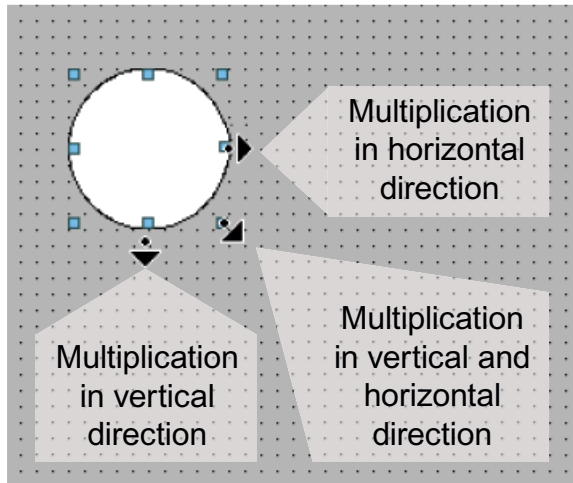 Multiplication
in horizontal
direction
Multiplication
in vertical
direction
Multiplication
in vertical and
horizontal
direction